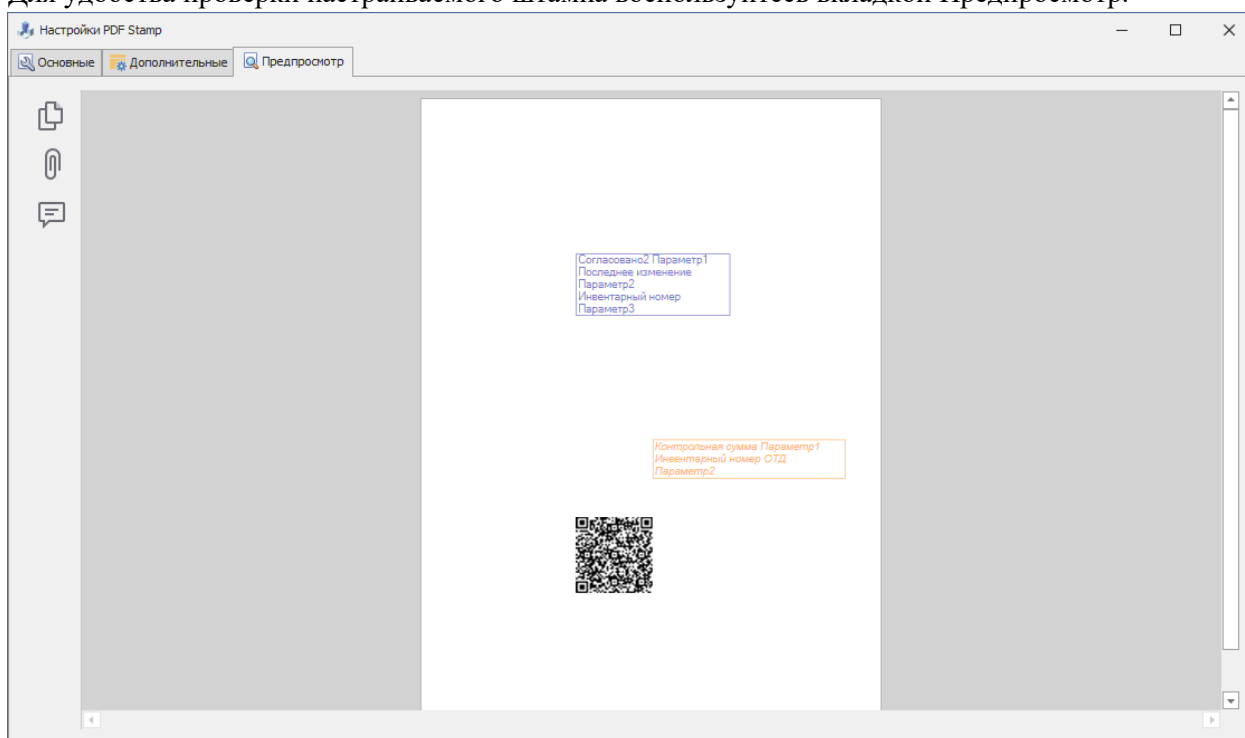 Для удобства проверки настраиваемого штампа воспользуйтесь вкладкой Предпросмотр.
Настройки PDF Stamp
Основные Дополнительные Предпросмотр
Согласовано2 Параметр1
Последнее изменение
Параметр2
Инвентарный номер
Параметр3
Контрольная сумма Параметр1
Инвентарный номер ОТД
Параметр2